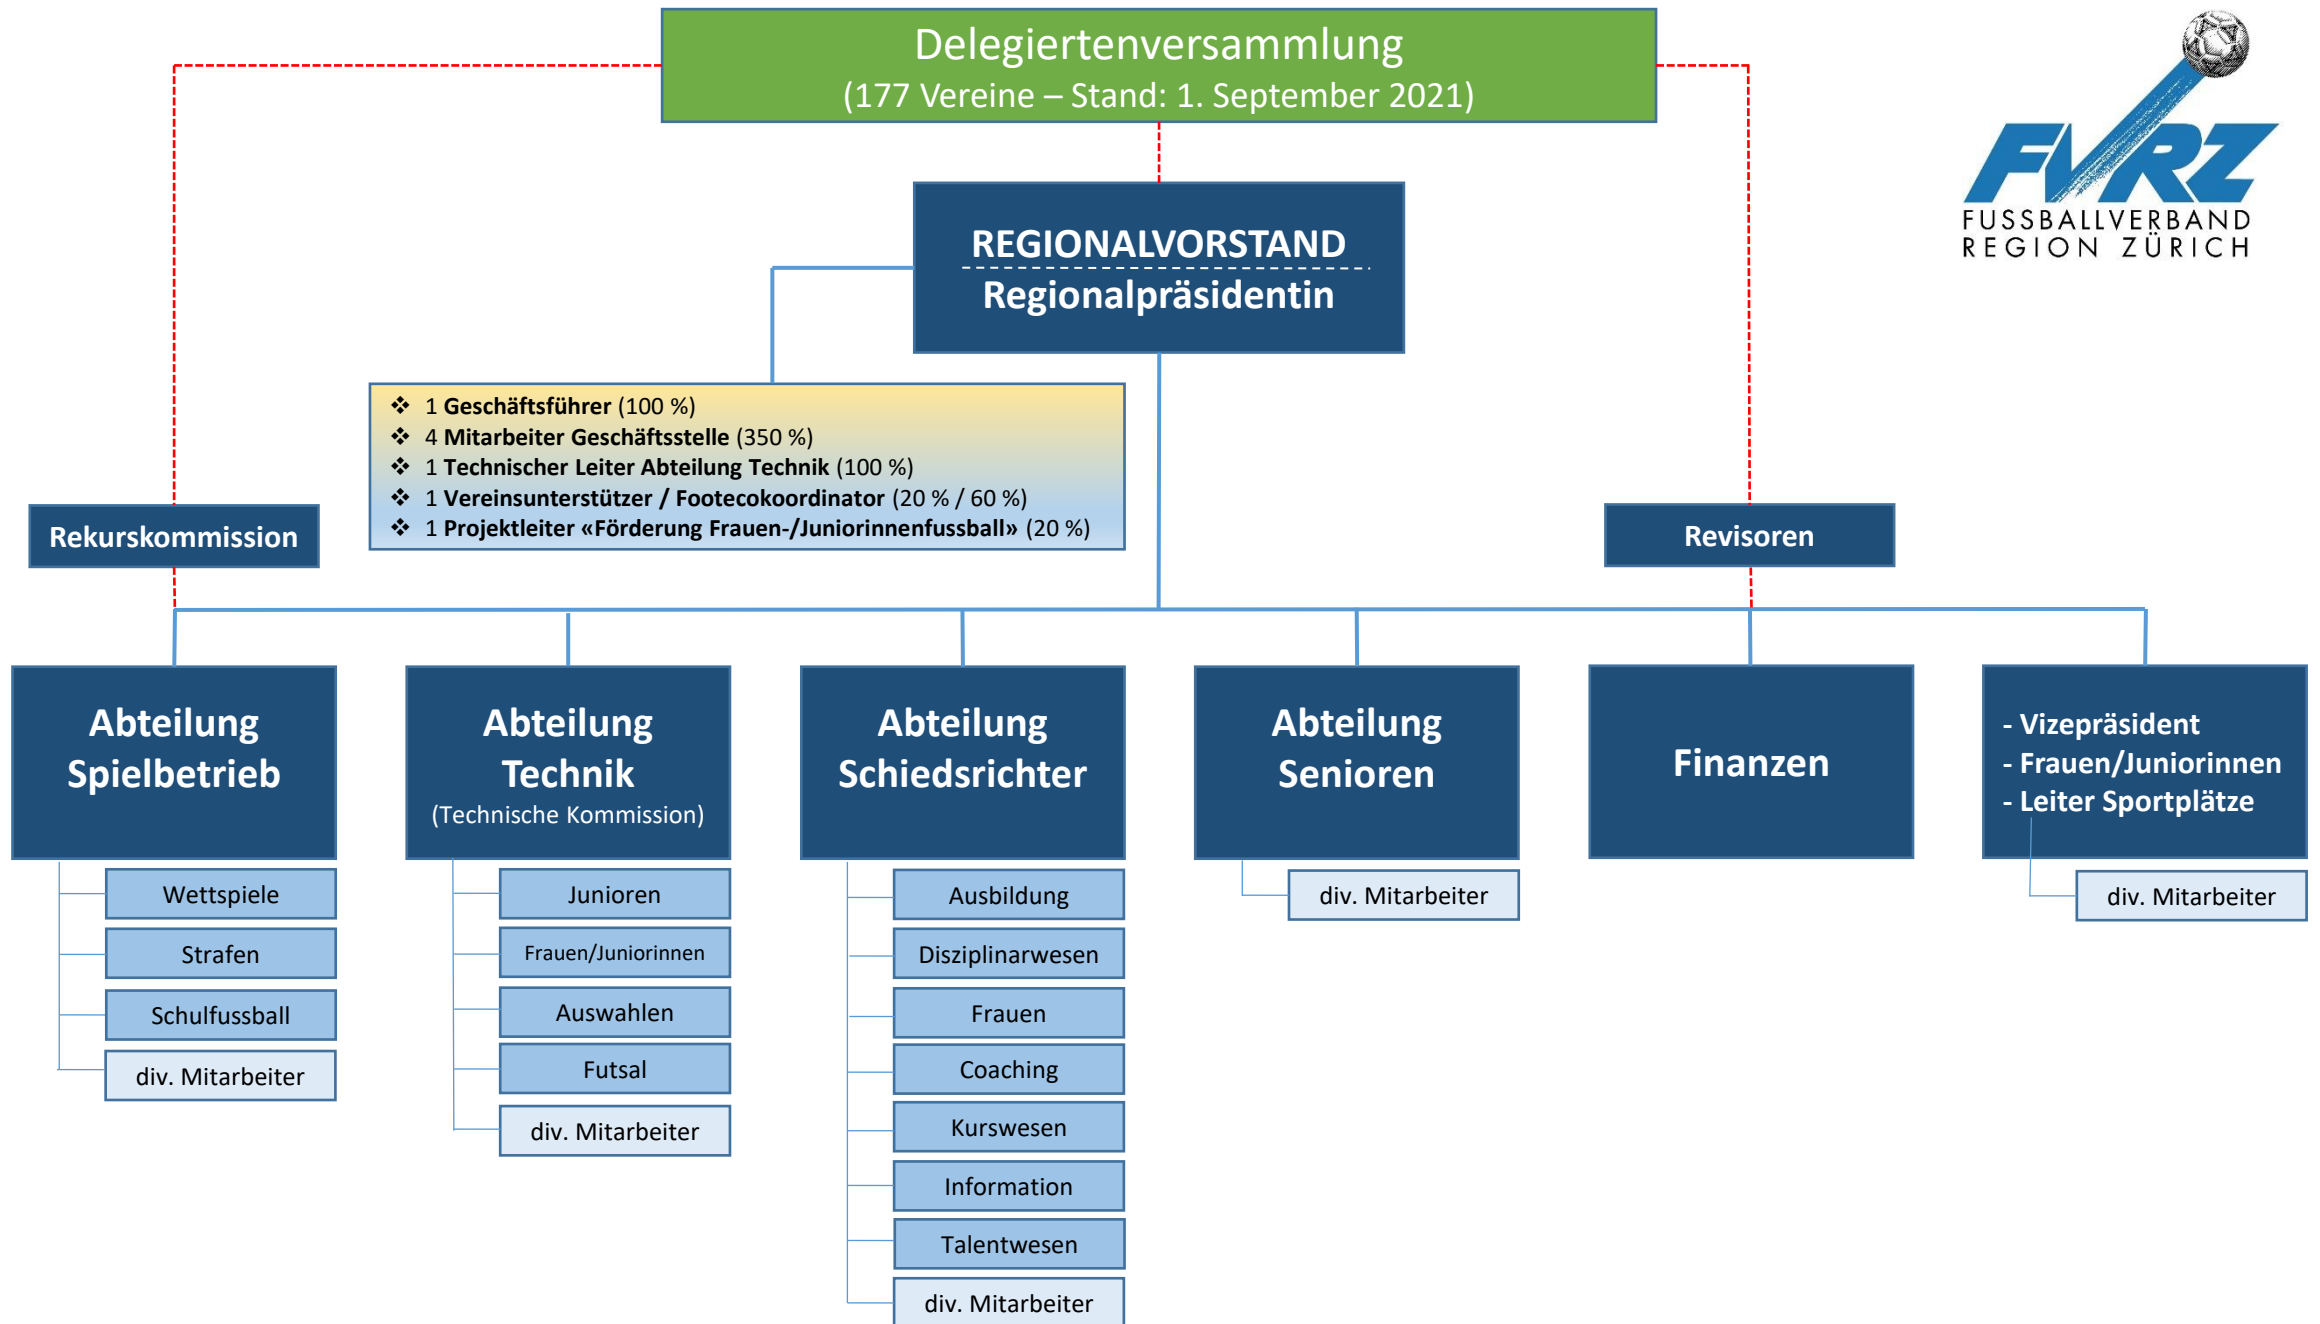 Delegiertenversammlung
(177 Vereine – Stand: 1. September 2021)
FVRZ
FUSSBALLVERBAND
REGION ZÜRICH
REGIONALVORSTAND
Regionalpräsidentin
❖ 1 Geschäftsführer (100 %)
❖ 4 Mitarbeiter Geschäftsstelle (350 %)
❖ 1 Technischer Leiter Abteilung Technik (100 %)
❖ 1 Vereinsunterstützer / Footecokoordinator (20 % / 60 %)
❖ 1 Projektleiter «Förderung Frauen-/Juniorinnenfussball» (20 %)
Rekurskommission
Revisoren
Abteilung
Spielbetrieb
Wettspiele
Strafen
Schulfussball
div. Mitarbeiter
Abteilung
Technik
(Technische Kommission)
Junioren
Frauen/Juniorinnen
Auswahlen
Futsal
div. Mitarbeiter
Abteilung
Schiedsrichter
Ausbildung
Disziplinarwesen
Frauen
Coaching
Kurswesen
Information
Talentwesen
div. Mitarbeiter
Abteilung
Senioren
div. Mitarbeiter
Finanzen
- Vizepräsident
- Frauen/Juniorinnen
- Leiter Sportplätze
div. Mitarbeiter